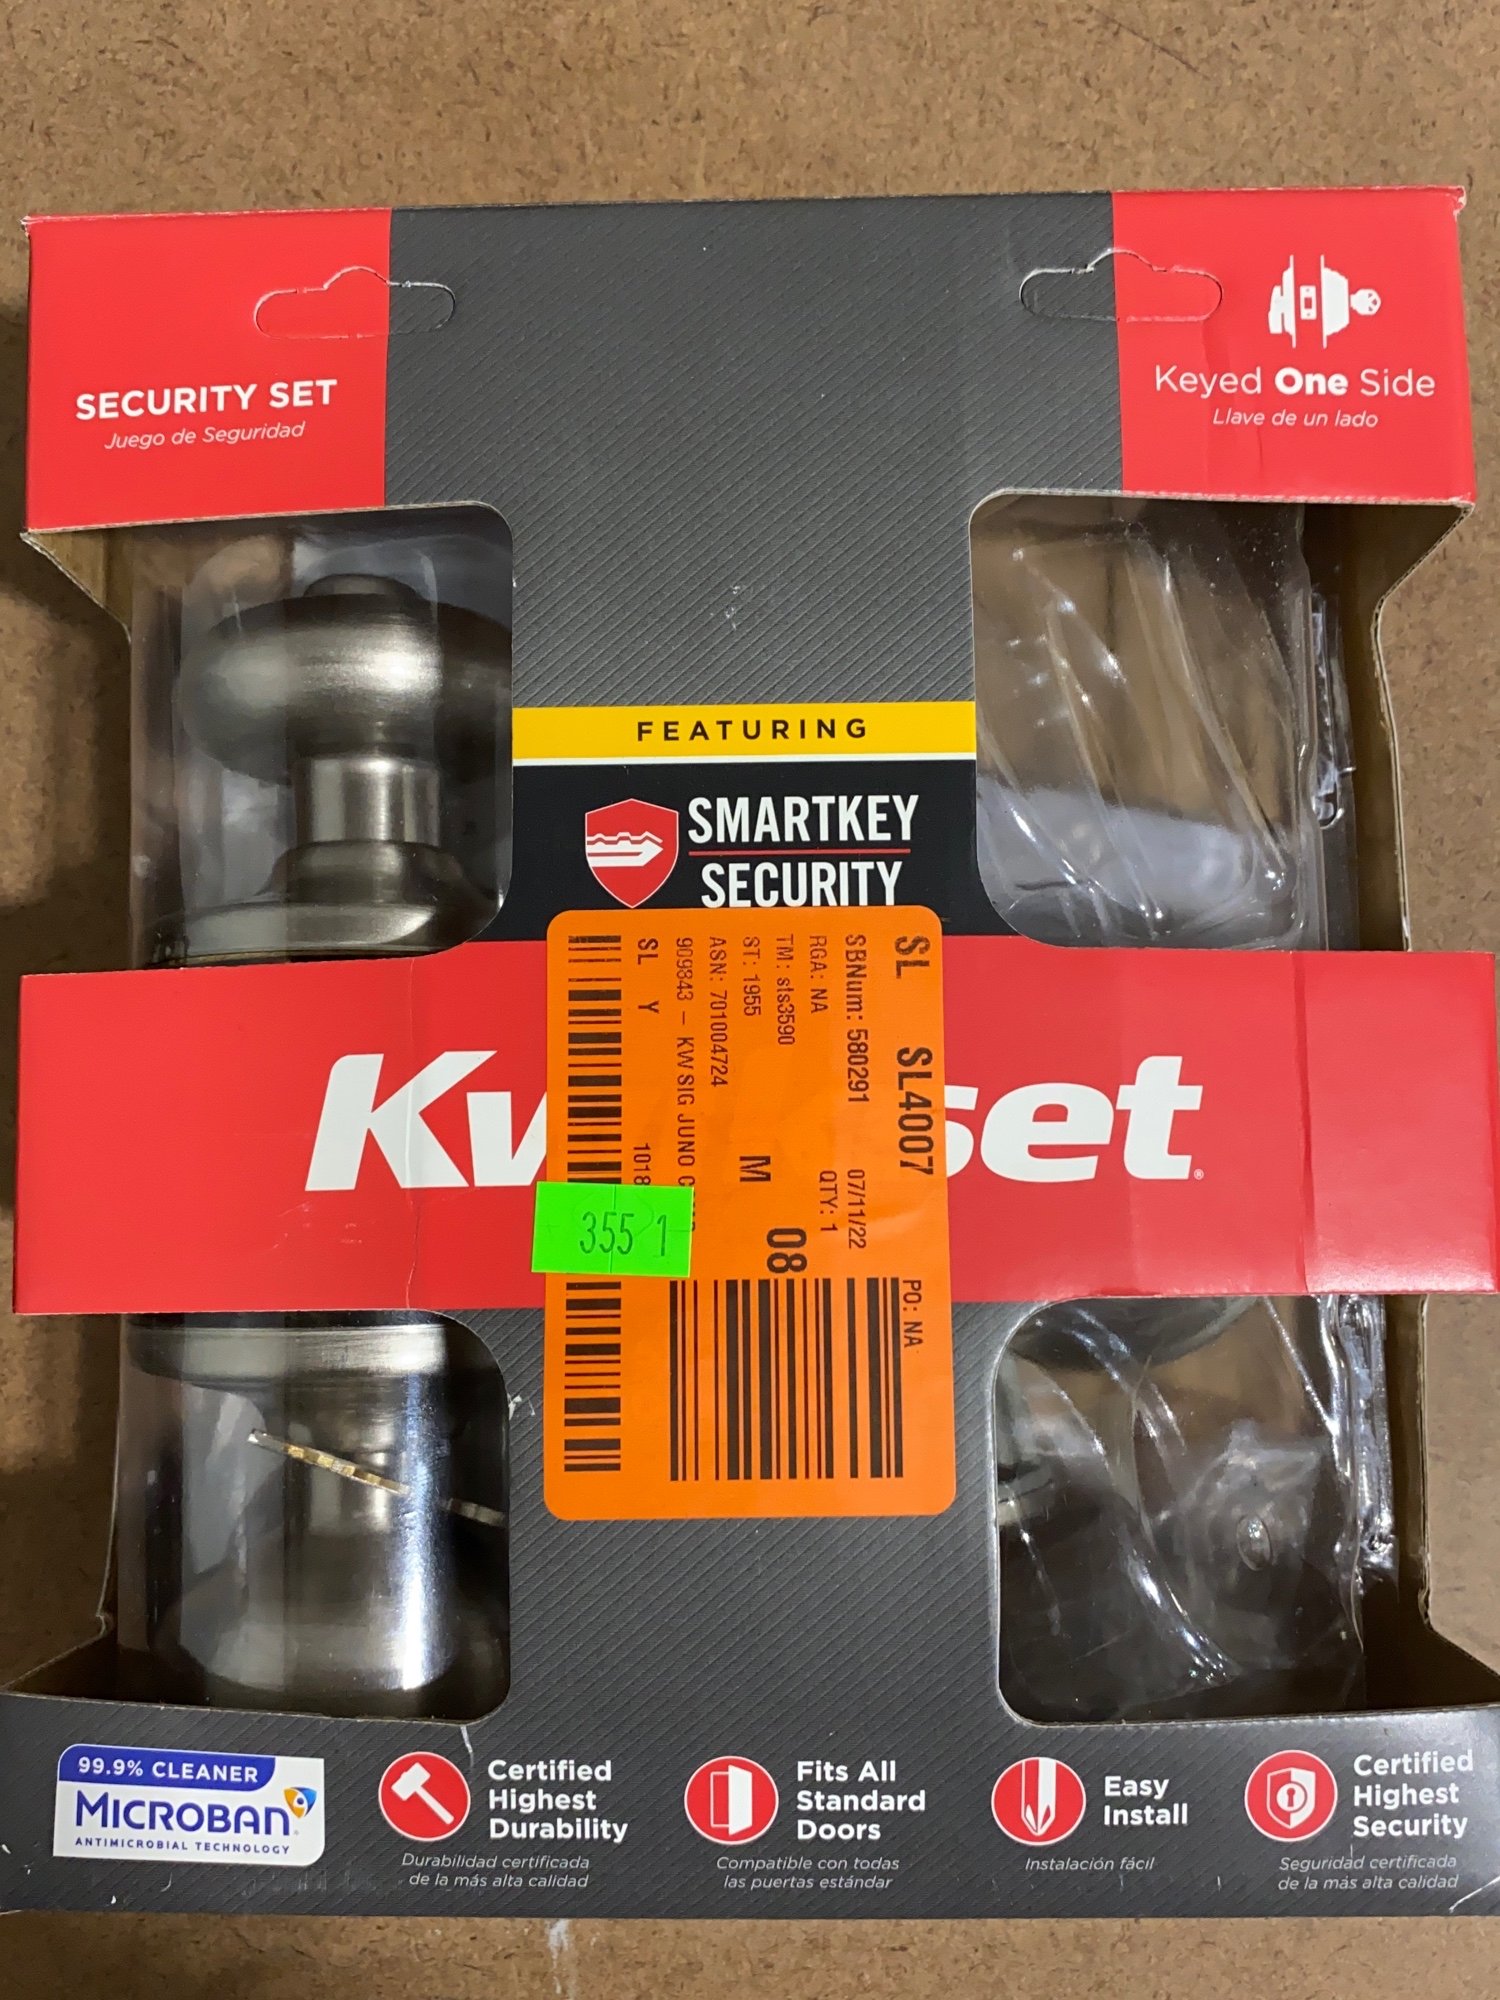 SECURITY SET
Juego de Seguridad
Keyed One Side
Llave de un lado
FEATURING
SMARTKEY
SECURITY
SL SL4007 PO: NA
SBNum: 580291 07/11/22
RGA: NA QTY: 1
TM: sts3590 08
ST: 1955 M
ASN: 701004724
909843 - KW SIG JUNO
SL Y 1018
355 1
set
99.9% CLEANER
MICROBAN
ANTIMICROBIAL TECHNOLOGY
Certified
Highest
Durability
Durabilidad certificada
de la más alta calidad
Fits All
Standard
Doors
Compatible con todas
las puertas estándar
Easy
Install
Instalación fácil
Certified
Highest
Security
Seguridad certificada
de la más alta calidad